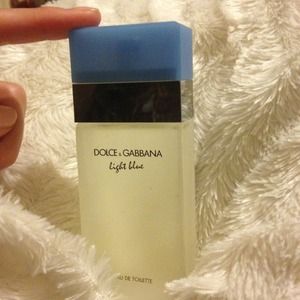 DOLCE & GABBANA
light blue
EAU DE TOILETTE